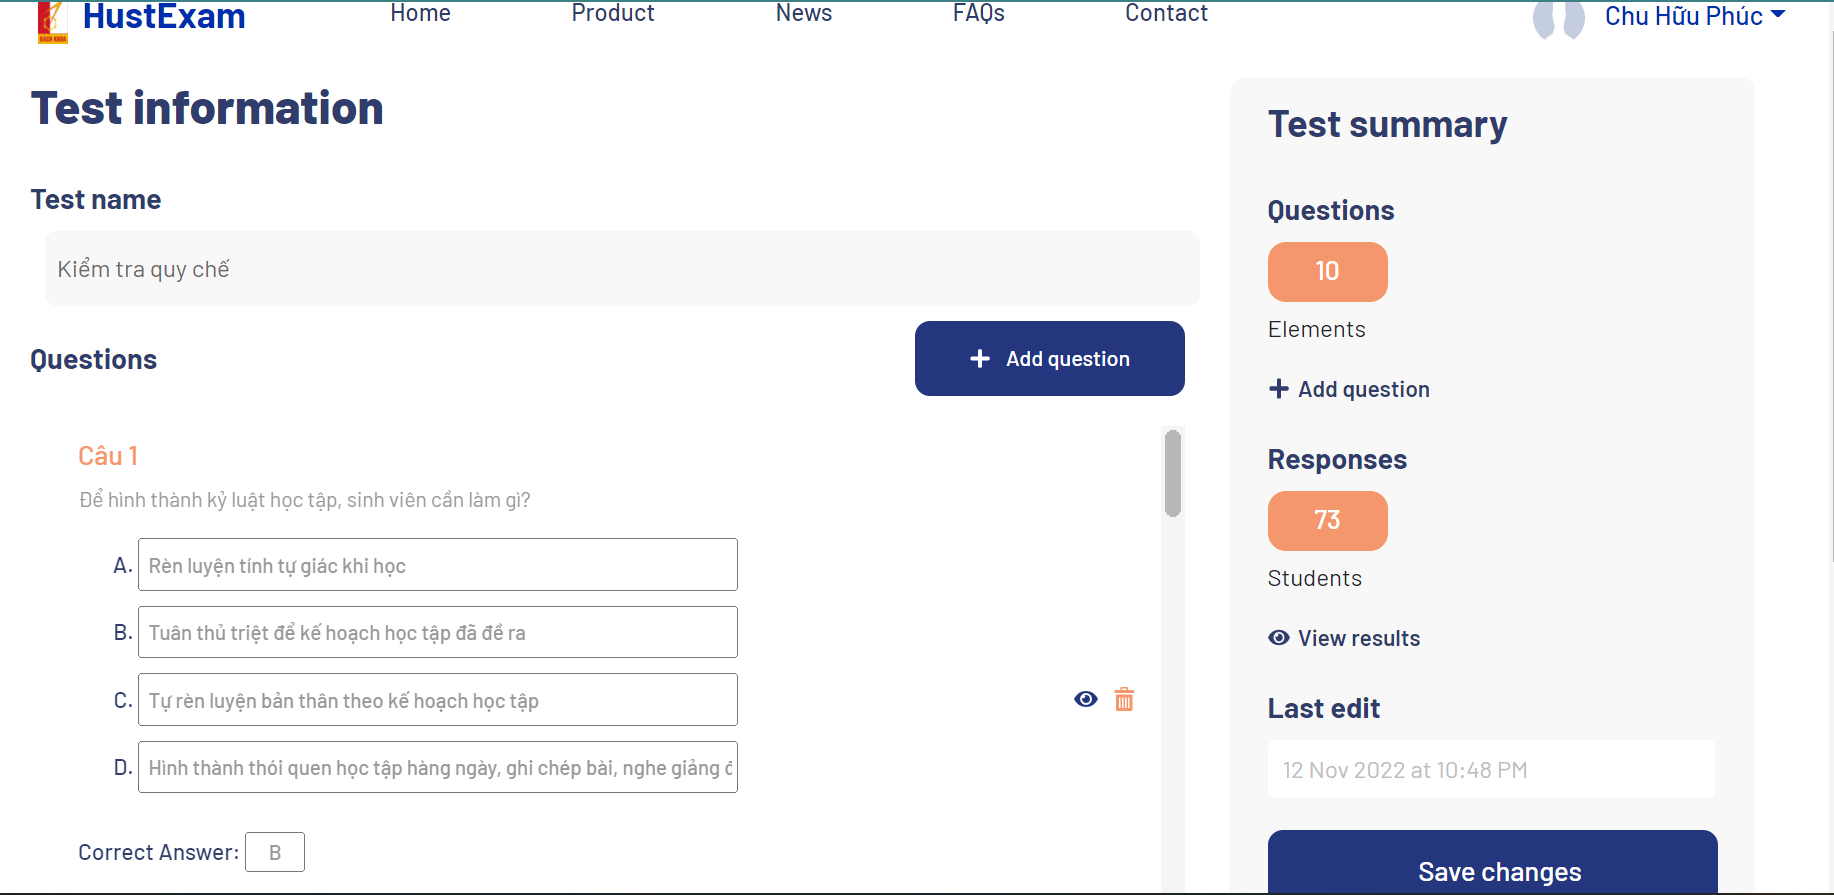 BÁCH KHOA
HustExam
Home
Product
News
FAQs
Contact
Chu Hữu Phúc
Test information
Test name
Kiểm tra quy chế
Questions
+ Add question
Câu 1
Để hình thành kỷ luật học tập, sinh viên cần làm gì?
A. Rèn luyện tính tự giác khi học
B. Tuân thủ triệt để kế hoạch học tập đã đề ra
C. Tự rèn luyện bản thân theo kế hoạch học tập
D. Hình thành thói quen học tập hàng ngày, ghi chép bài, nghe giảng
Correct Answer: B
Test summary
Questions
10
Elements
+ Add question
Responses
73
Students
View results
Last edit
12 Nov 2022 at 10:48 PM
Save changes